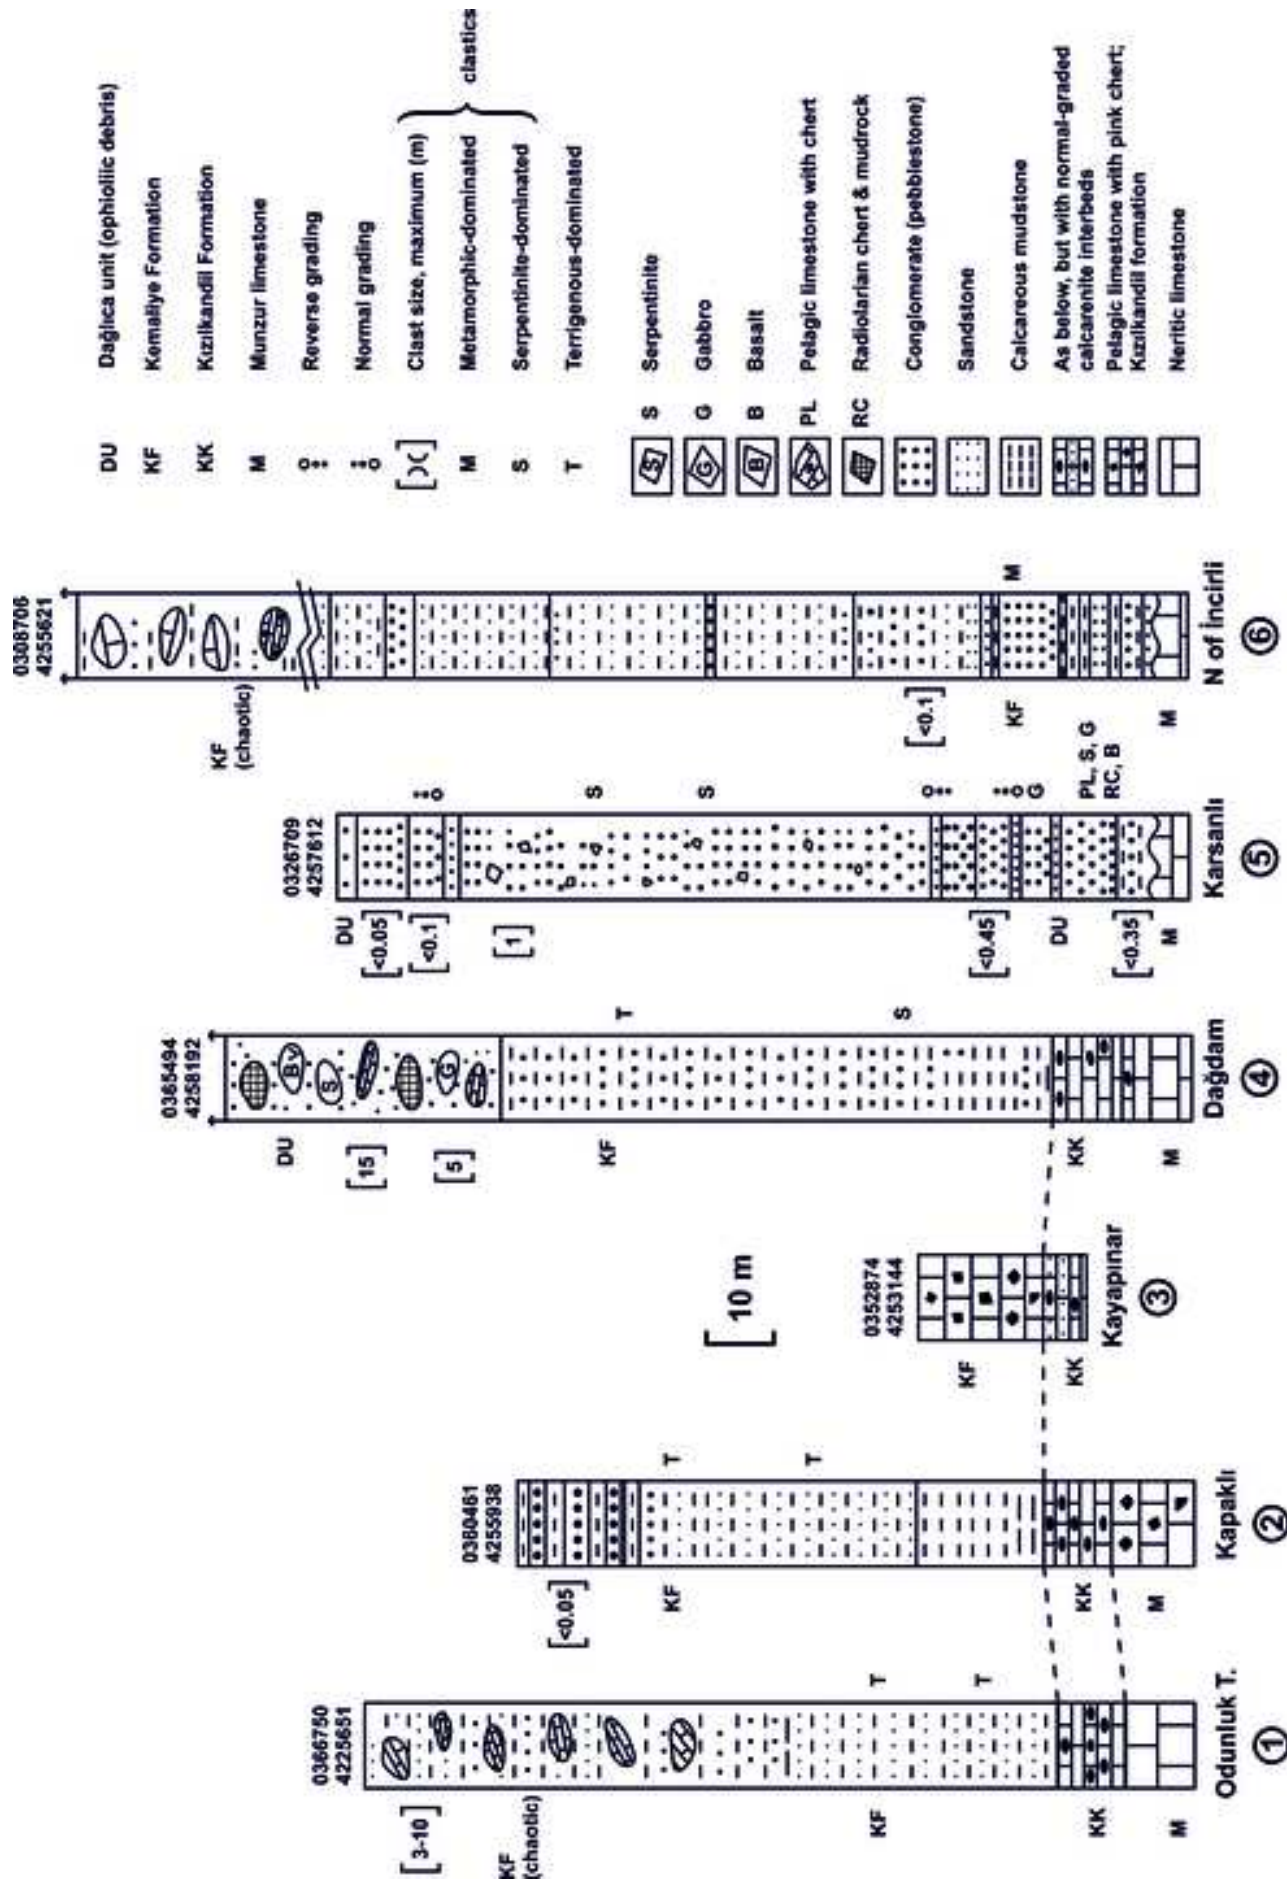 0366750
4225651
[3-10]
KF
(chaotic)
T
KF
T
KK
M
Odunluk T.
1
0360461
4255938
[<0.05]
T
KF
T
KK
M
Kapaklı
2
10 m
0352874
4253144
KF
KK
Kayapınar
3
0365494
4258192
DU
B
S
[15]
G
[5]
T
KF
S
KK
M
Dağdam
4
0326709
4257612
DU
[<0.05]
[<0.1]
[1]
S
S
[<0.45]
G
DU
PL, S, G
RC, B
[<0.35]
M
Karsanlı
5
0308706
4255621
KF
(chaotic)
[<0.1]
KF
M
M
N of İncirli
6
DU Dağlıca unit (ophiolitic debris)
KF Kemaliye Formation
KK Kızılkandil Formation
M Munzur limestone
Reverse grading
Normal grading
[)(] Clast size, maximum (m)
M Metamorphic-dominated
clastics
S Serpentinite-dominated
T Terrigenous-dominated
S S Serpentinite
G G Gabbro
B B Basalt
PL Pelagic limestone with chert
RC Radiolarian chert & mudrock
Conglomerate (pebblestone)
Sandstone
Calcareous mudstone
As below, but with normal-graded
calcarenite interbeds
Pelagic limestone with pink chert;
Kızılkandil formation
Neritic limestone